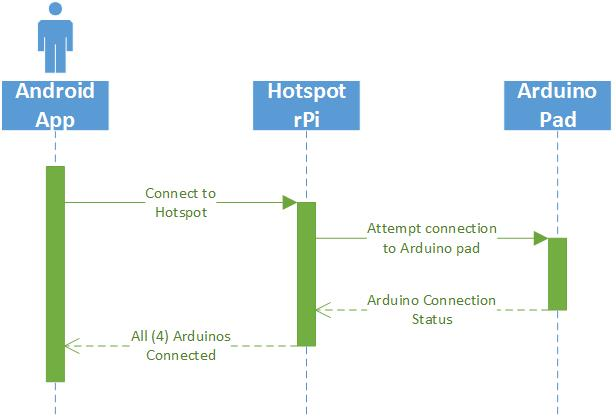 Android
App
Hotspot
rPi
Arduino
Pad
Connect to
Hotspot
Attempt connection
to Arduino pad
Arduino Connection
Status
All (4) Arduinos
Connected